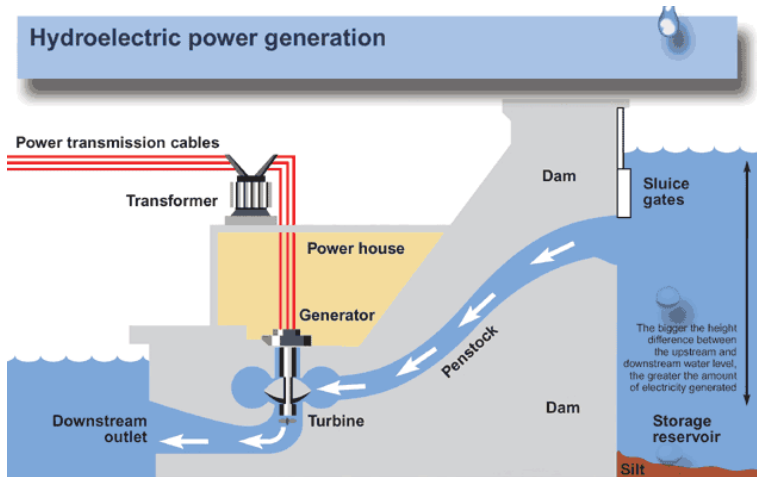 Hydroelectric power generation
Power transmission cables
Transformer
Dam
Sluice
gates
Power house
Generator
The bigger the height
difference between
the upstream and
downstream water level,
the greater the amount
of electricity generated
Penstock
Downstream
outlet
Turbine
Dam
Storage
reservoir
Silt